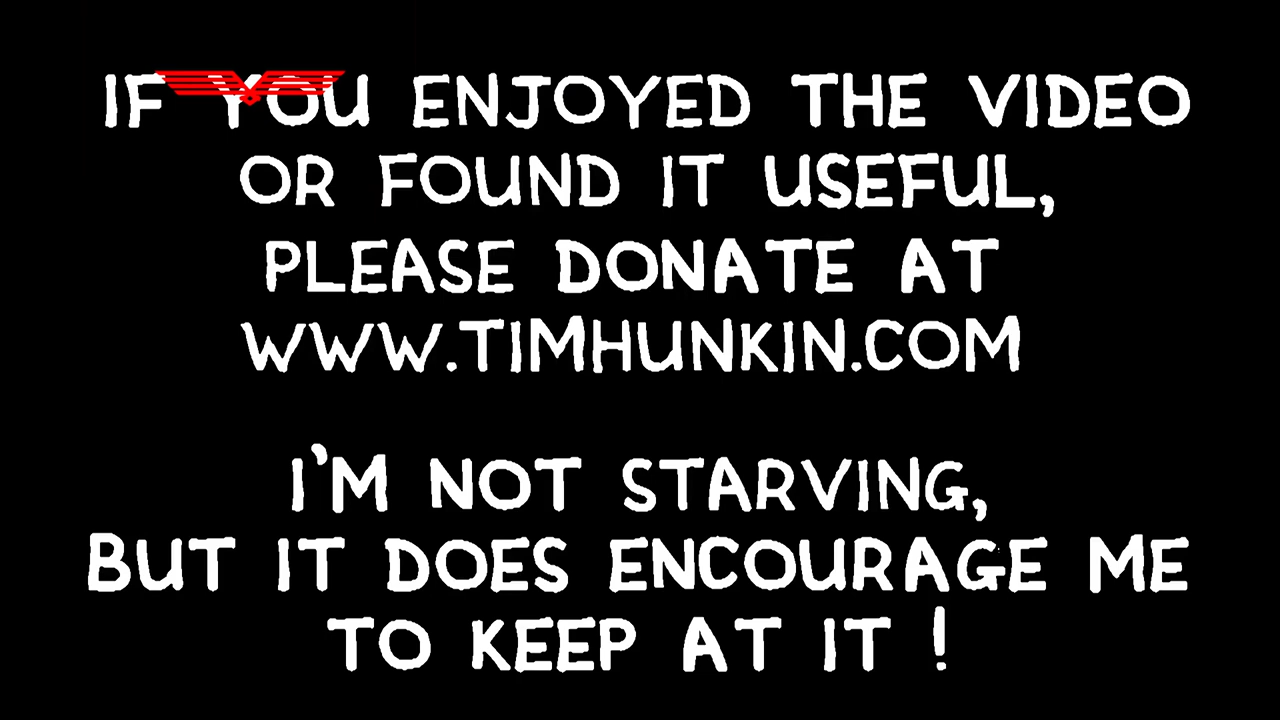 IF YOU ENJOYED THE VIDEO
OR FOUND IT USEFUL,
PLEASE DONATE AT
WWW.TIMHUNKIN.COM
I'M NOT STARVING,
BUT IT DOES ENCOURAGE ME
TO KEEP AT IT !